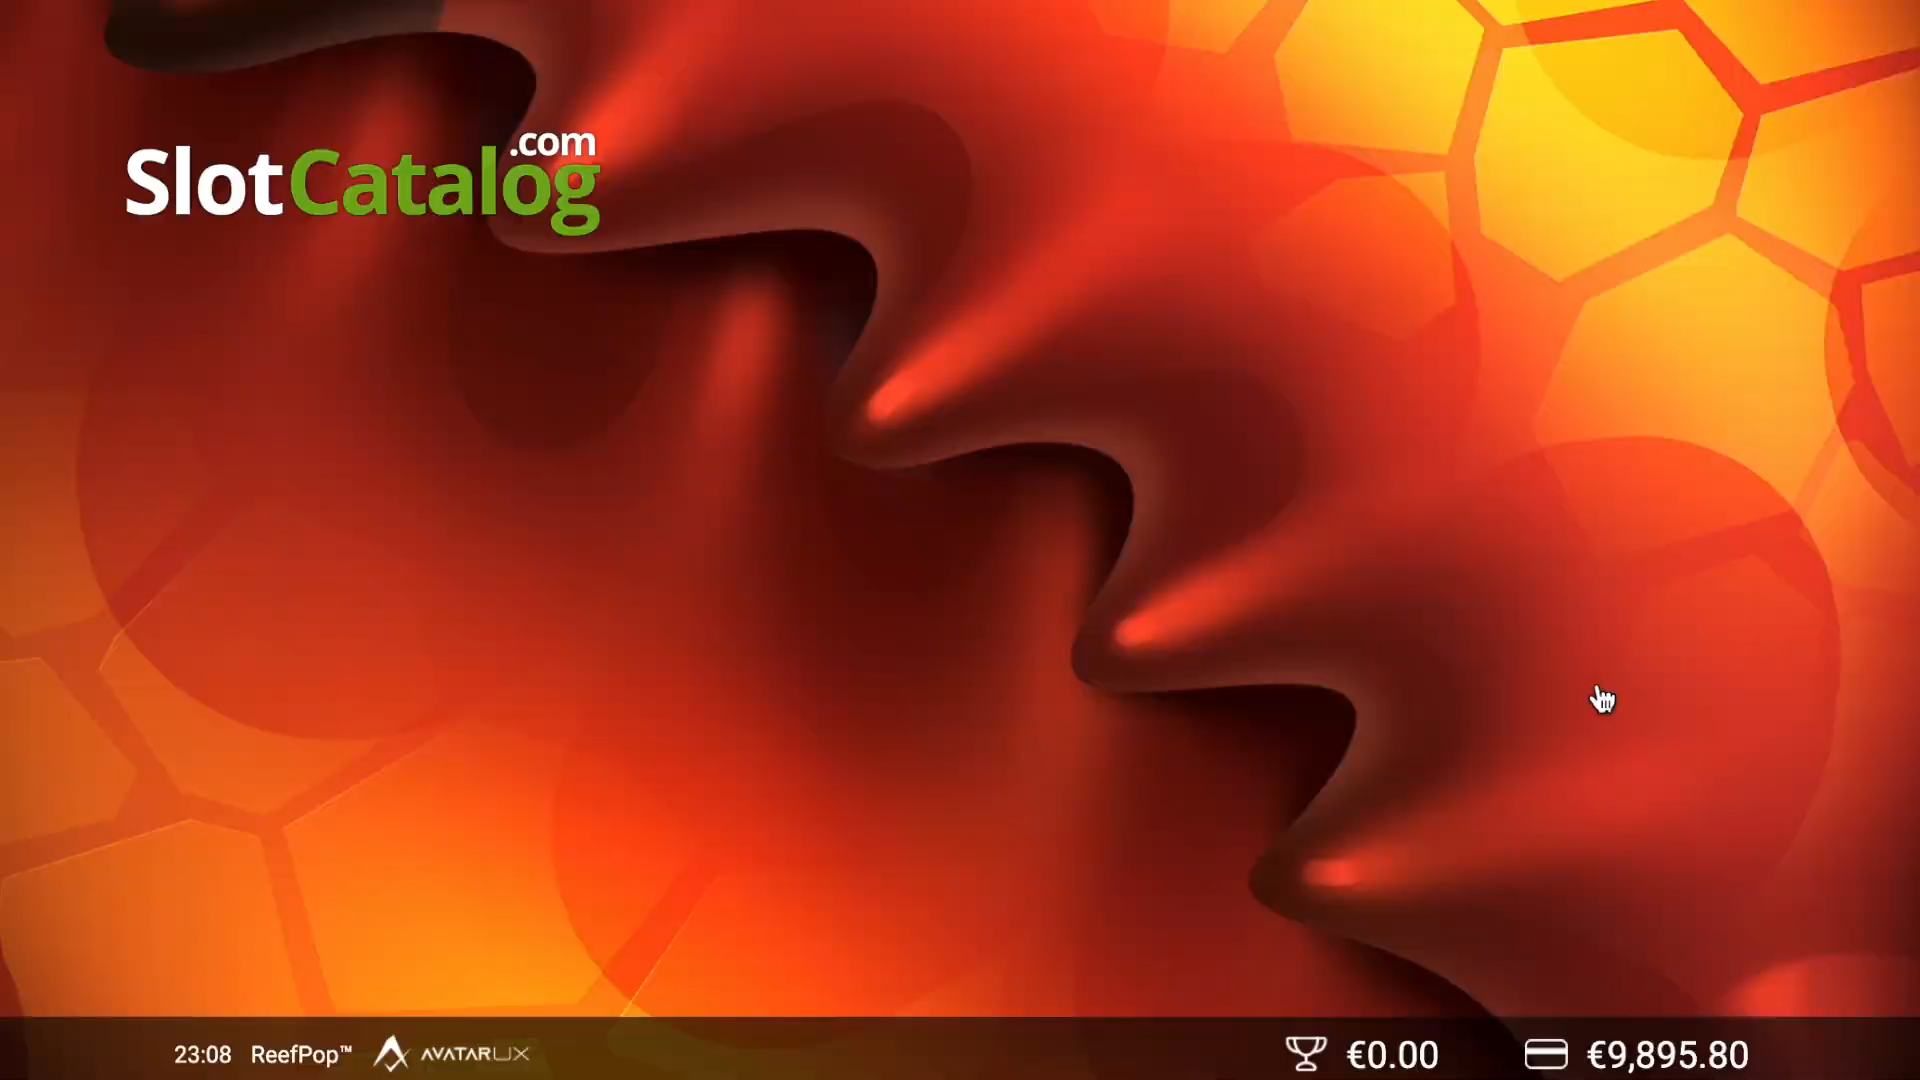 SlotCatalog.com
23:08 ReefPop™ AVATARUX €0.00 €9,895.80